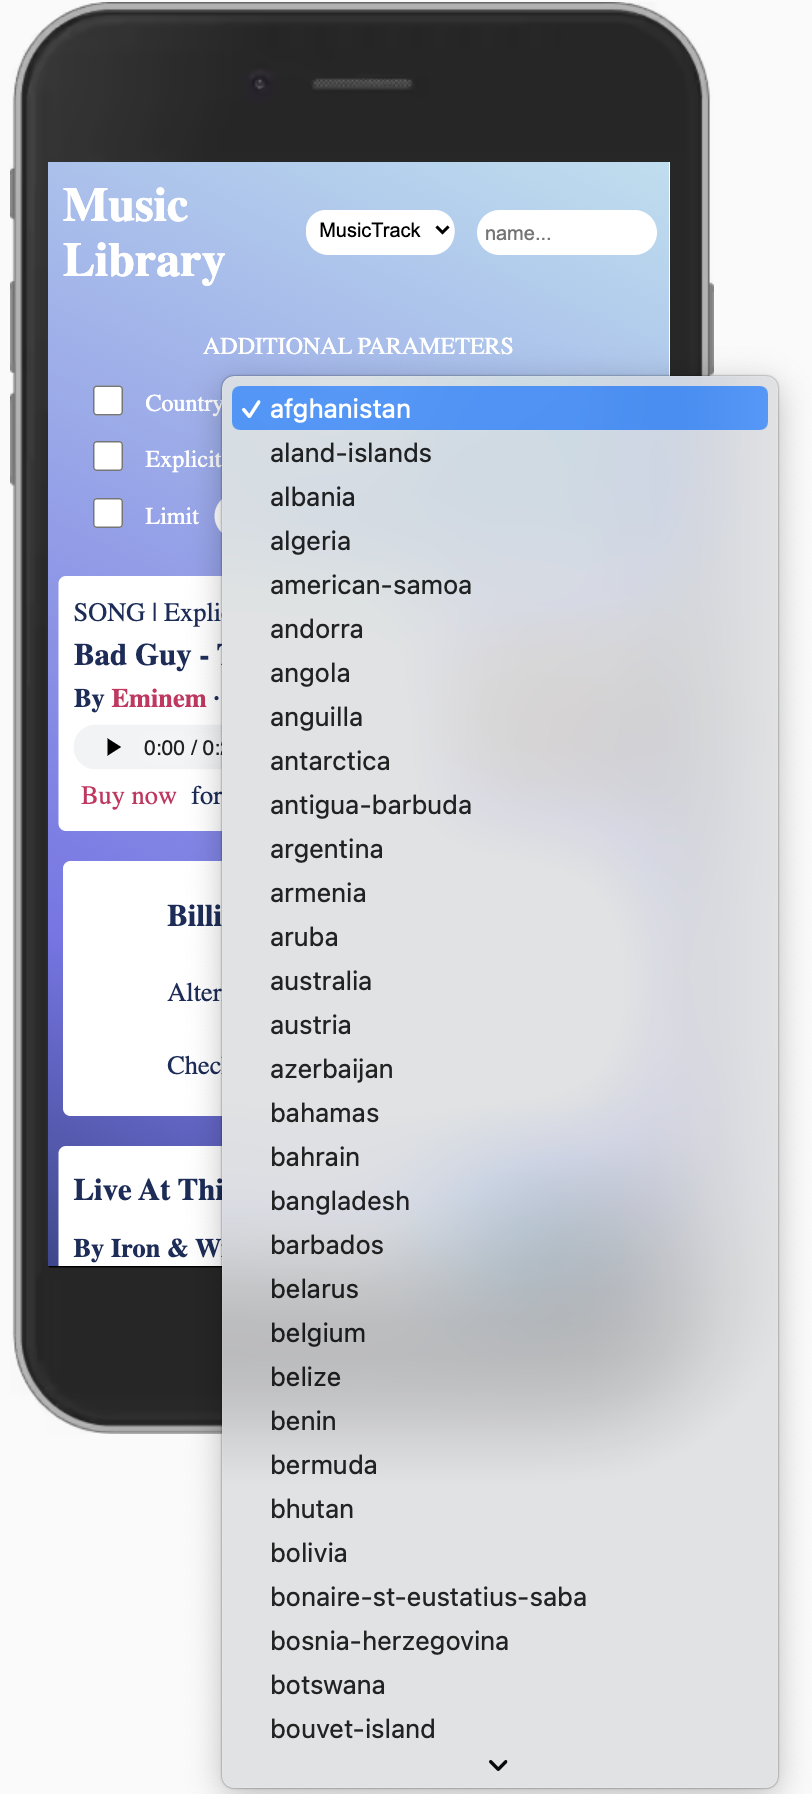 Music
Library
MusicTrack
name...
ADDITIONAL PARAMETERS
Country
Explicit
Limit
SONG | Expli
Bad Guy -
By Eminem ·
0:00 / 0:
Buy now for
Billi
Alter
Chec
Live At Thi
By Iron & W
afghanistan
aland-islands
albania
algeria
american-samoa
andorra
angola
anguilla
antarctica
antigua-barbuda
argentina
armenia
aruba
australia
austria
azerbaijan
bahamas
bahrain
bangladesh
barbados
belarus
belgium
belize
benin
bermuda
bhutan
bolivia
bonaire-st-eustatius-saba
bosnia-herzegovina
botswana
bouvet-island